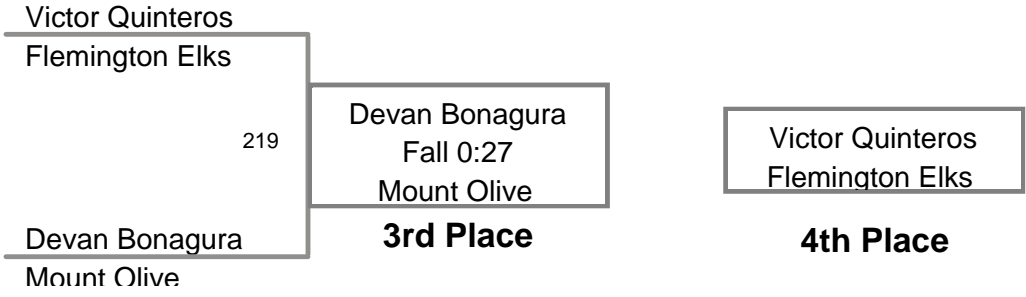 Victor Quinteros
Flemington Elks
219
Devan Bonagura
Fall 0:27
Mount Olive
3rd Place
Victor Quinteros
Flemington Elks
4th Place
Devan Bonagura
Mount Olive